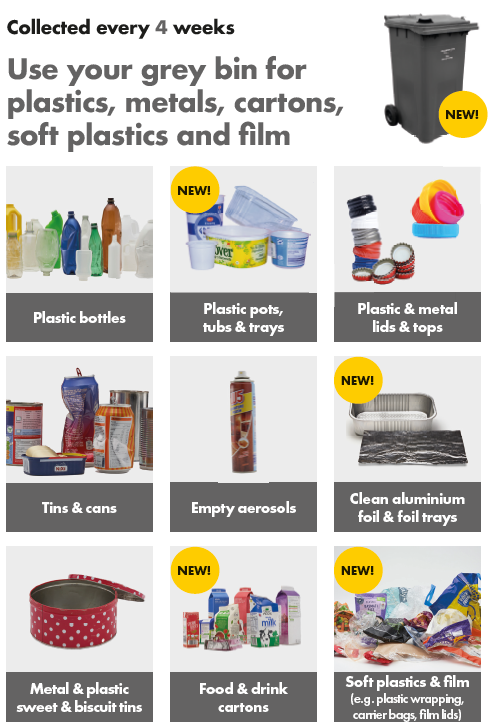 Collected every 4 weeks
Use your grey bin for
plastics, metals, cartons,
soft plastics and film
NEW!
NEW!
Plastic bottles
Plastic pots,
tubs & trays
Plastic & metal
lids & tops
NEW!
Tins & cans
Empty aerosols
Clean aluminium
foil & foil trays
NEW!
milk
NEW!
Metal & plastic
sweet & biscuit tins
Food & drink
cartons
Soft plastics & film
(e.g. plastic wrapping,
carrier bags, film lids)